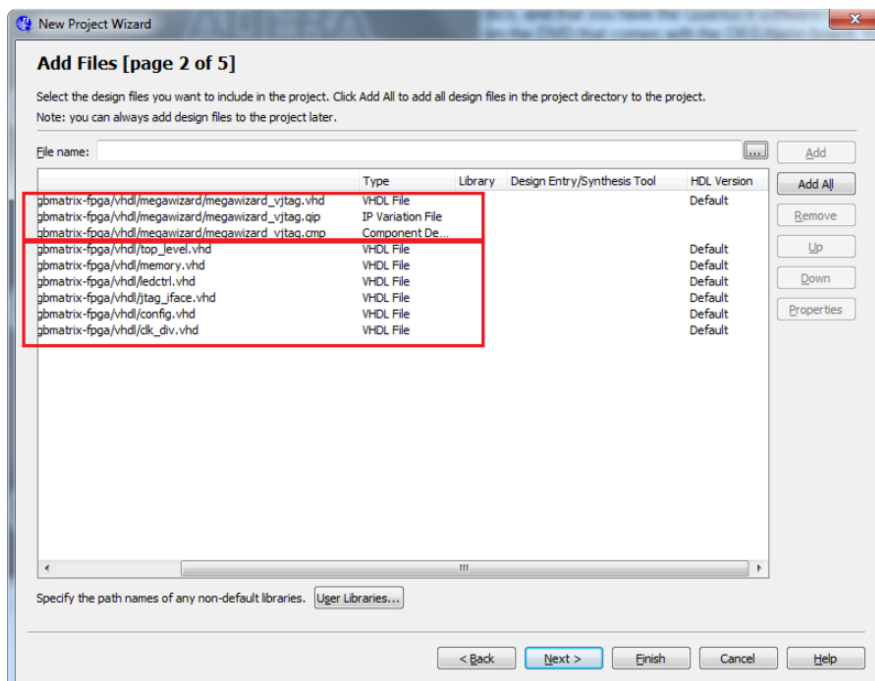 New Project Wizard
Add Files [page 2 of 5]
Select the design files you want to include in the project. Click Add All to add all design files in the project directory to the project.
Note: you can always add design files to the project later.
File name: ... Add
Type Library Design Entry/Synthesis Tool HDL Version Add All
gbmatrix-fpga/vhdl/megawizard/megawizard_vjtag.vhd VHDL File Default
gbmatrix-fpga/vhdl/megawizard/megawizard_vjtag.qip IP Variation File Remove
gbmatrix-fpga/vhdl/megawizard/megawizard_vjtag.cmp Component De...
gbmatrix-fpga/vhdl/top_level.vhd VHDL File Default Up
gbmatrix-fpga/vhdl/memory.vhd VHDL File Default
gbmatrix-fpga/vhdl/ledctrl.vhd VHDL File Default Down
gbmatrix-fpga/vhdl/jtag_iface.vhd VHDL File Default
gbmatrix-fpga/vhdl/config.vhd VHDL File Default Properties
gbmatrix-fpga/vhdl/clk_div.vhd VHDL File Default
Specify the path names of any non-default libraries. User Libraries...
< Back Next > Finish Cancel Help